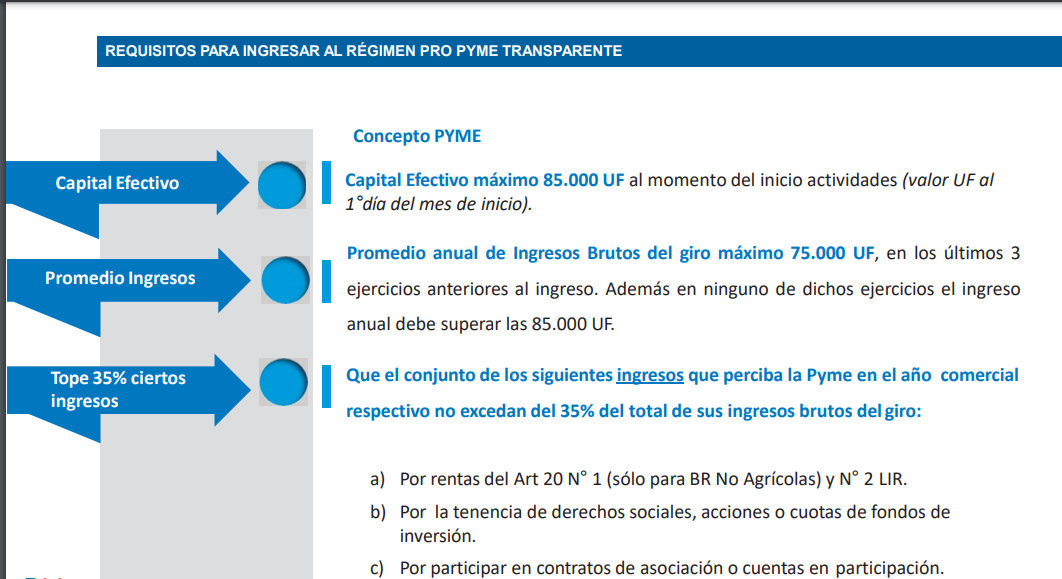 REQUISITOS PARA INGRESAR AL RÉGIMEN PRO PYME TRANSPARENTE
Concepto PYME
Capital Efectivo
Capital Efectivo máximo 85.000 UF al momento del inicio actividades (valor UF al
1°día del mes de inicio).
Promedio Ingresos
Promedio anual de Ingresos Brutos del giro máximo 75.000 UF, en los últimos 3
ejercicios anteriores al ingreso. Además en ninguno de dichos ejercicios el ingreso
anual debe superar las 85.000 UF.
Tope 35% ciertos
ingresos
Que el conjunto de los siguientes ingresos que perciba la Pyme en el año comercial
respectivo no excedan del 35% del total de sus ingresos brutos del giro:
a) Por rentas del Art 20 N° 1 (sólo para BR No Agrícolas) y N° 2 LIR.
b) Por la tenencia de derechos sociales, acciones o cuotas de fondos de
inversión.
c) Por participar en contratos de asociación o cuentas en participación.